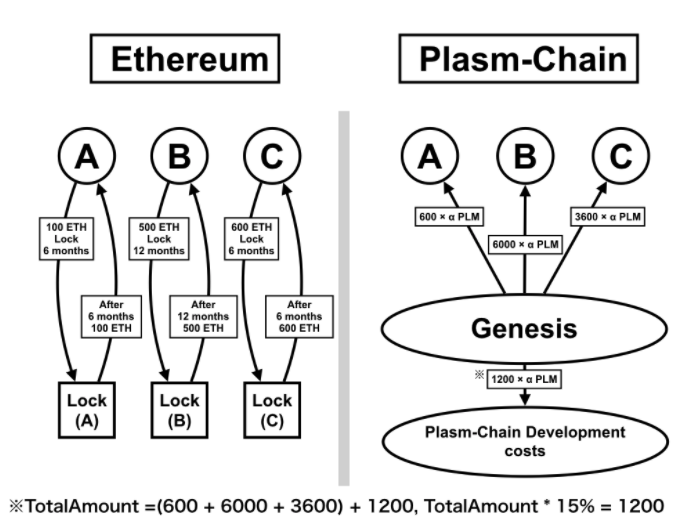 Ethereum
A
B
C
100 ETH
Lock
6 months
500 ETH
Lock
12 months
600 ETH
Lock
6 months
After
6 months
100 ETH
After
12 months
500 ETH
After
6 months
600 ETH
Lock
(A)
Lock
(B)
Lock
(C)
Plasm-Chain
A
B
C
600 × α PLM
6000 × α PLM
3600 × α PLM
Genesis
※ 1200 × α PLM
Plasm-Chain Development
costs
※TotalAmount =(600 + 6000 + 3600) + 1200, TotalAmount * 15% = 1200